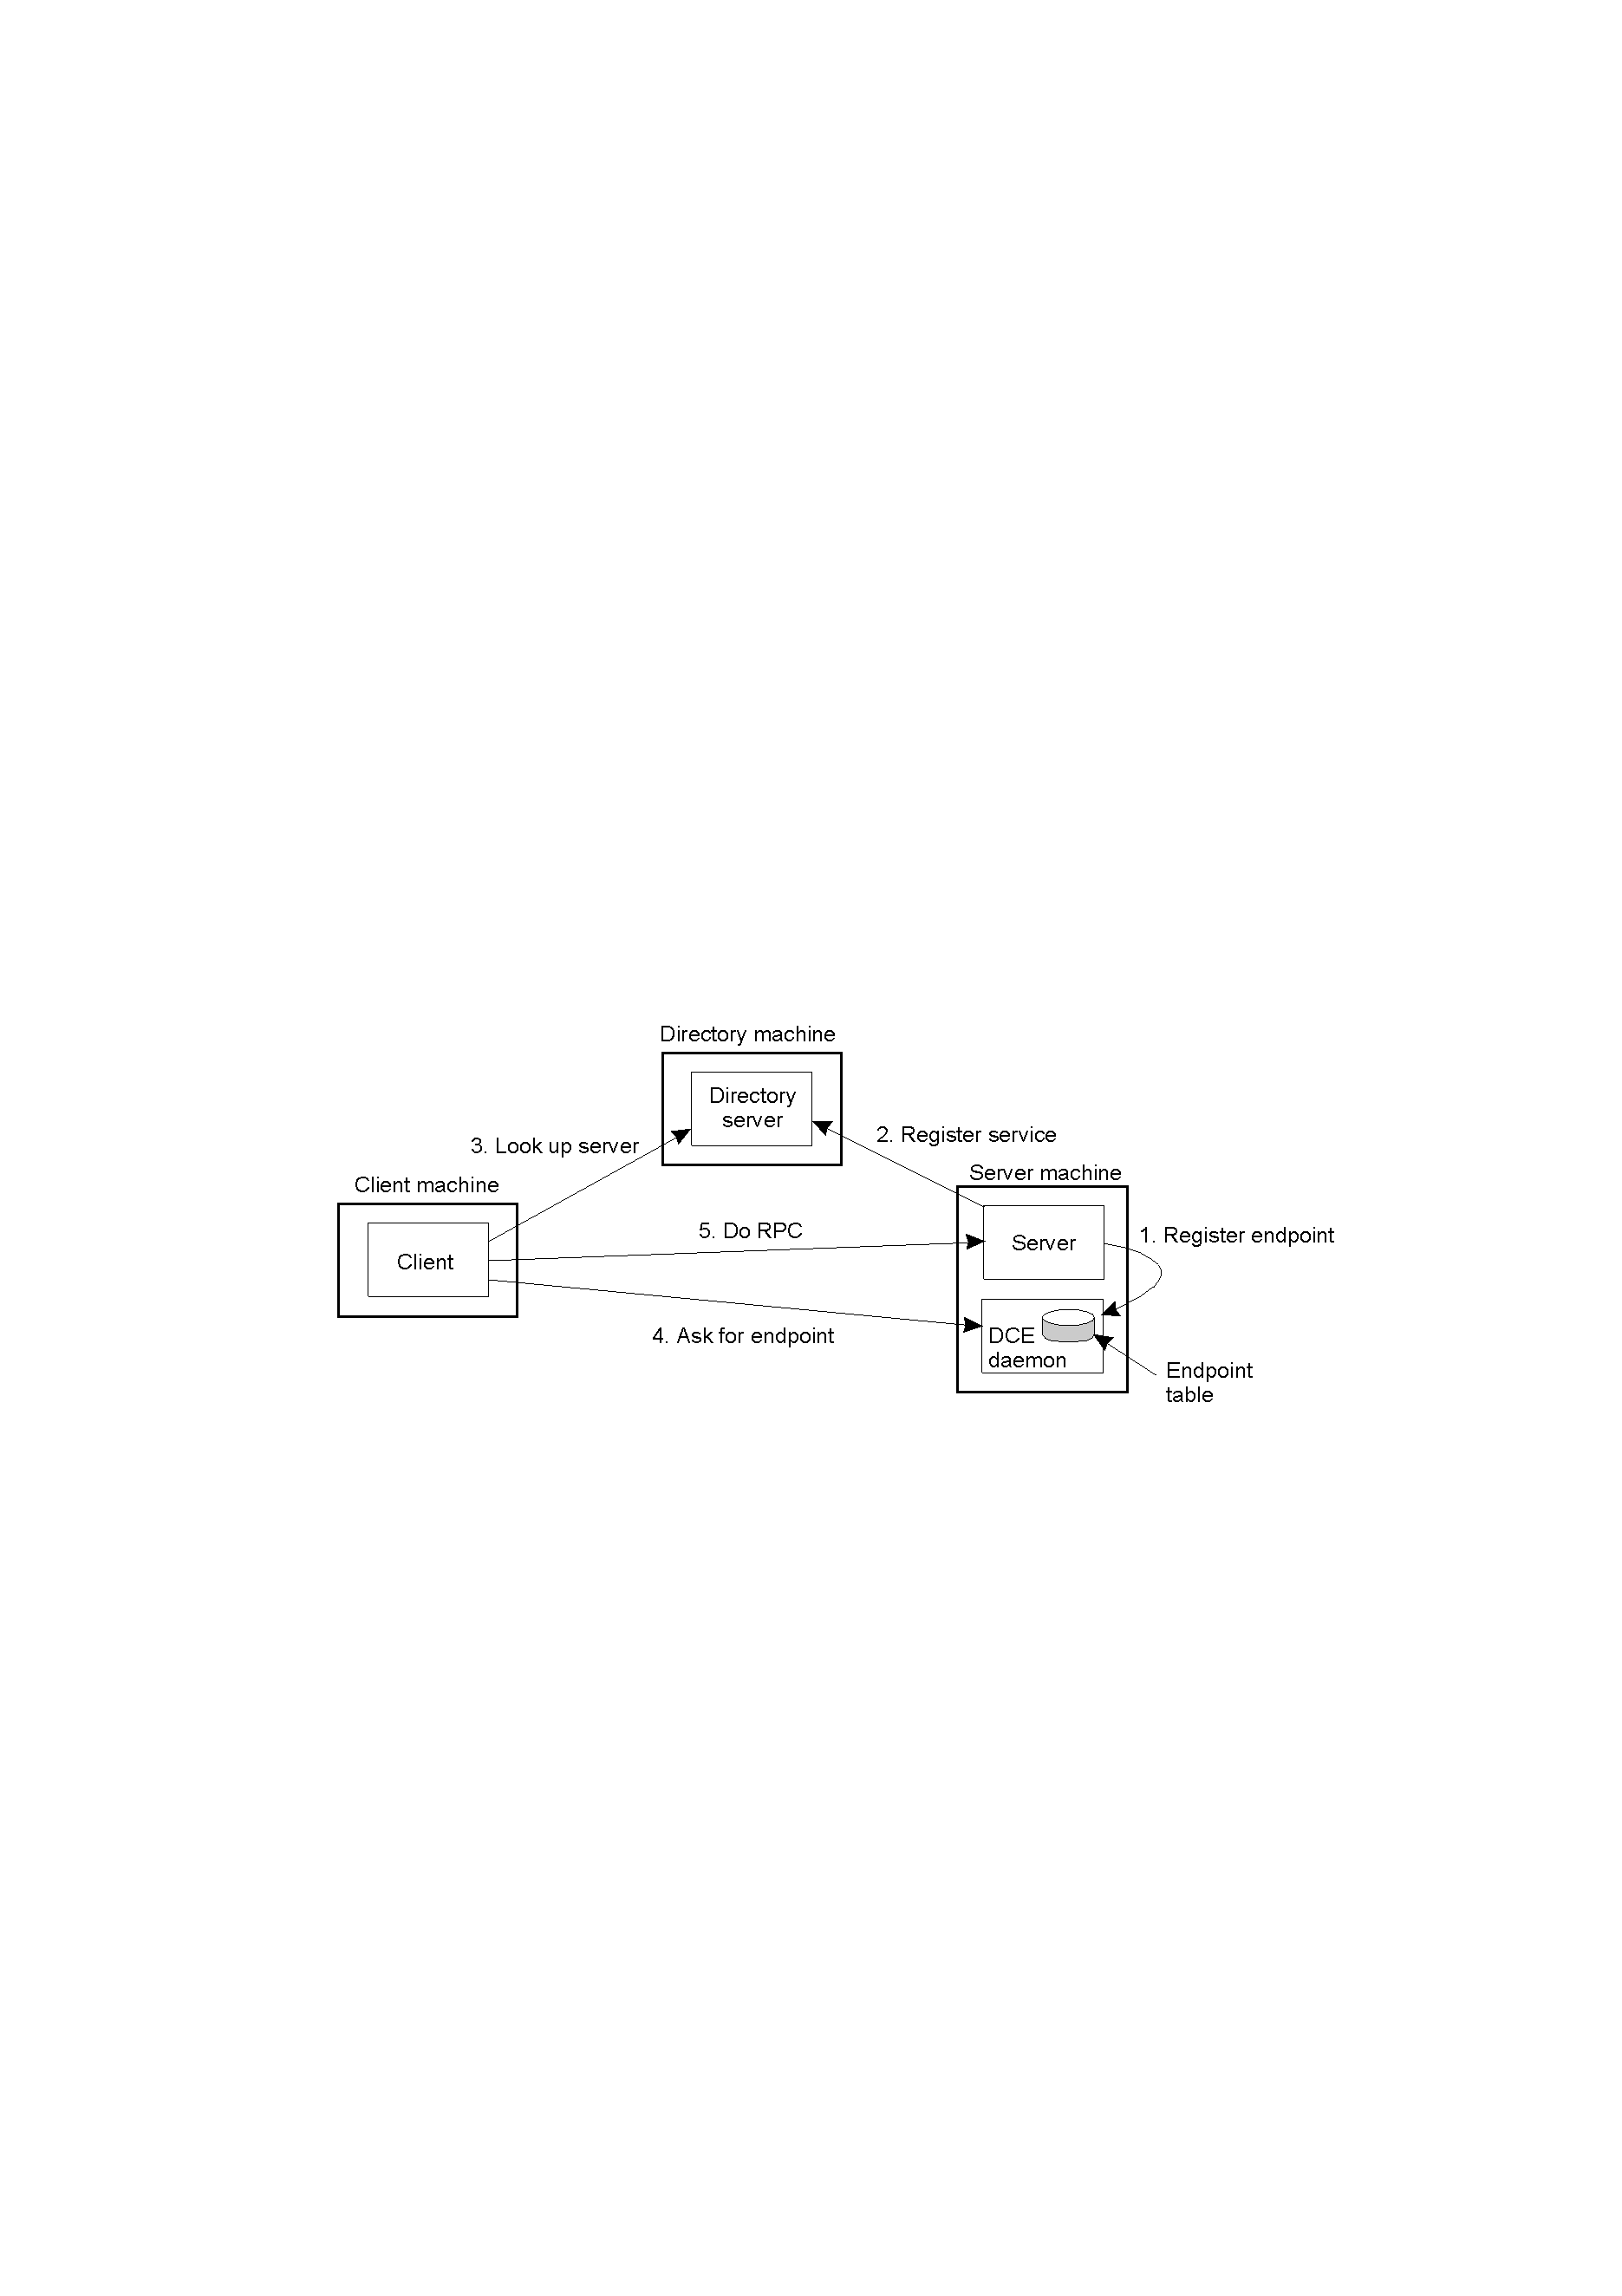 Directory machine
Directory
server
3. Look up server
2. Register service
Server machine
Client machine
5. Do RPC
1. Register endpoint
Server
Client
4. Ask for endpoint
DCE
daemon
Endpoint
table